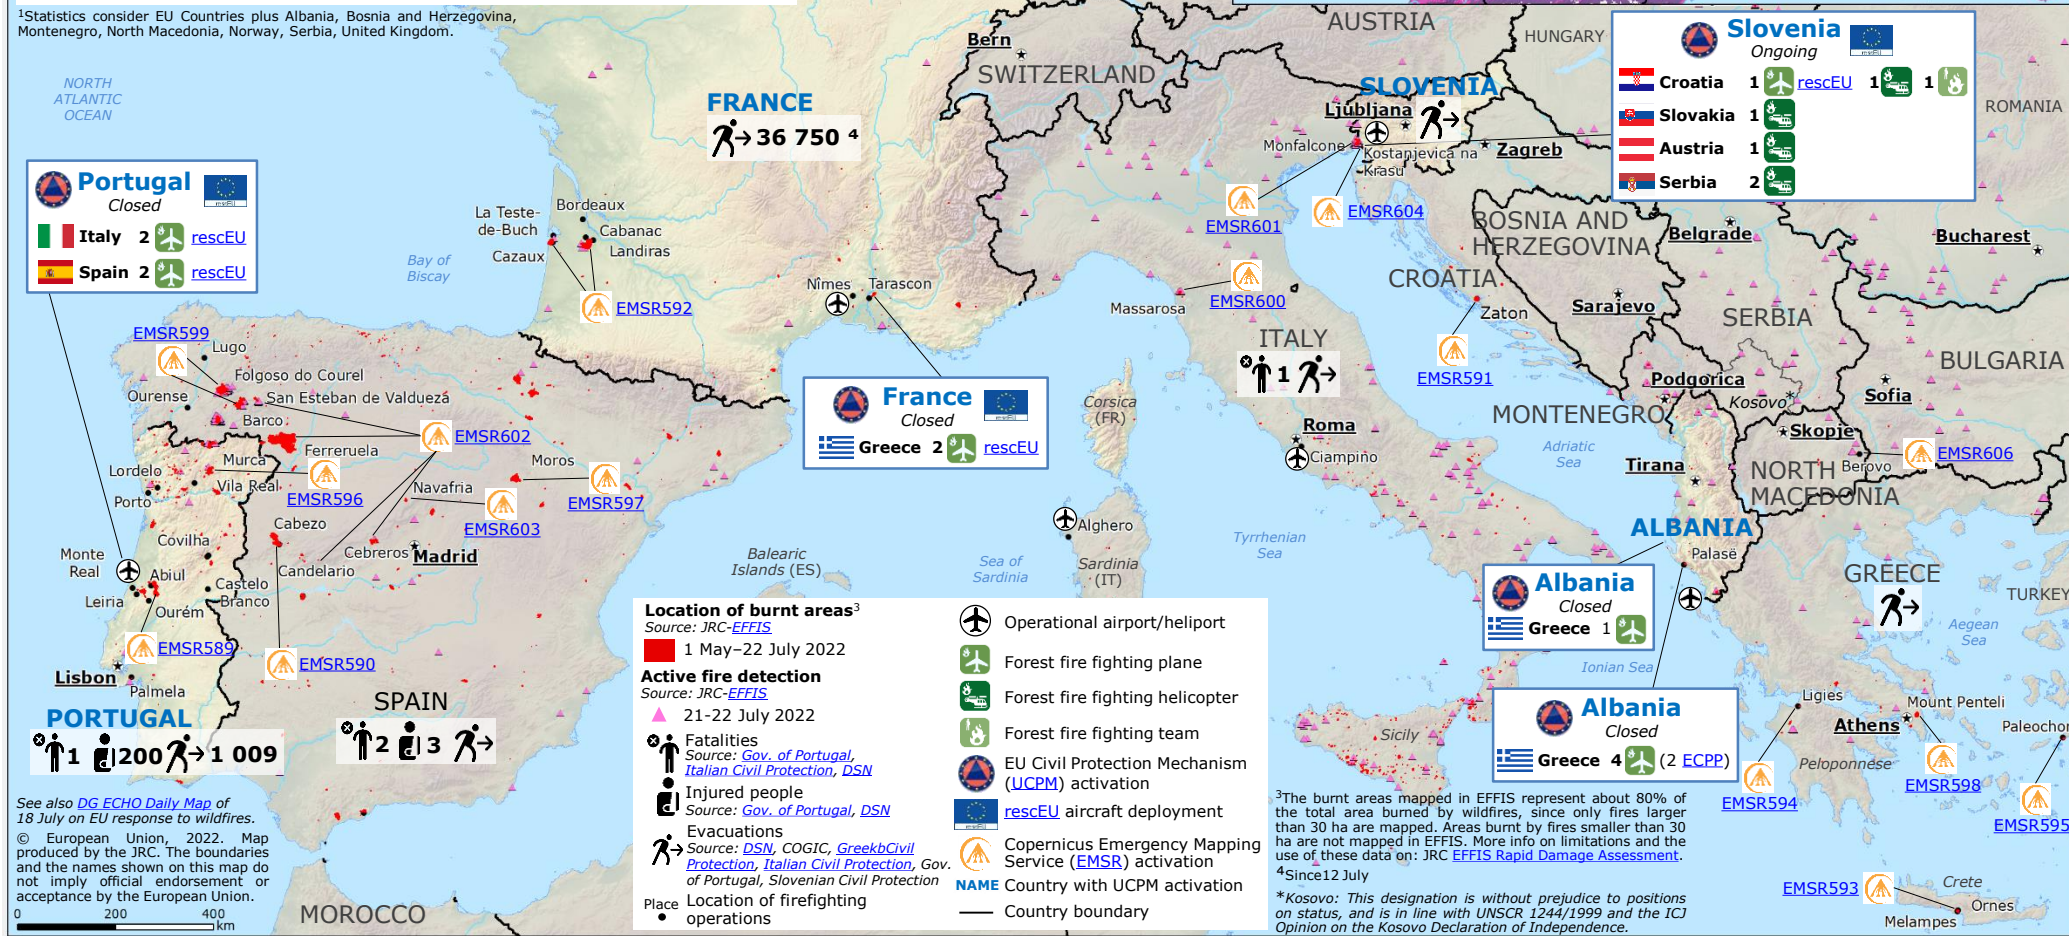 ¹Statistics consider EU Countries plus Albania, Bosnia and Herzegovina,
Montenegro, North Macedonia, Norway, Serbia, United Kingdom.
NORTH
ATLANTIC
OCEAN
Portugal
Closed
Italy 2 rescEU
Spain 2 rescEU
Bay of
Biscay
FRANCE
36 750 ⁴
La Teste-
de-Buch
Bordeaux
Cabanac
Landiras
Cazaux
EMSR592
Nîmes
Tarascon
France
Closed
Greece 2 rescEU
Bern
SWITZERLAND
AUSTRIA
HUNGARY
SLOVENIA
Ljubljana
Monfalcone
Kostanjevica na
Krasu
Zagreb
EMSR601
EMSR604
Slovenia
Ongoing
Croatia 1 rescEU 1 1
Slovakia 1
Austria 1
Serbia 2
ROMANIA
BOSNIA AND
HERZEGOVINA
Belgrade
Bucharest
CROATIA
Sarajevo
SERBIA
Zaton
EMSR591
EMSR600
Massarosa
ITALY
1
BULGARIA
Podgorica
Kosovo*
Sofia
MONTENEGRO
Skopje
Adriatic
Sea
Tirana
NORTH
MACEDONIA
Berovo
EMSR606
Corsica
(FR)
Roma
Ciampino
Alghero
Sardinia
(IT)
Sea of
Sardinia
Tyrrhenian
Sea
Balearic
Islands (ES)
EMSR599
Lugo
Folgoso do Courel
Ourense
San Esteban de Valdueza
Barco
EMSR602
Ferreruela
Lordelo
Murca
Vila Real
Porto
EMSR596
Moros
EMSR597
Navafria
EMSR603
Cabezo
Covilha
Cebreros
Madrid
Candelario
Monte
Real
Abiul
Castelo
Branco
Leiria
Ourém
EMSR589
EMSR590
Lisbon
Palmela
PORTUGAL
1 200 1 009
SPAIN
2 3
ALBANIA
Palasë
Albania
Closed
Greece 1
GREECE
TURKEY
Aegean
Sea
Ionian Sea
Albania
Closed
Greece 4 (2 ECPP)
Ligies
Mount Penteli
Athens
Paleochor
Peloponnese
EMSR598
EMSR594
EMSR595
Sicily
EMSR593
Crete
Ornes
Melampes
See also DG ECHO Daily Map of
18 July on EU response to wildfires.
© European Union, 2022. Map
produced by the JRC. The boundaries
and the names shown on this map do
not imply official endorsement or
acceptance by the European Union.
0 200 400
km
MOROCCO
Location of burnt areas³
Source: JRC-EFFIS
1 May–22 July 2022
Active fire detection
Source: JRC-EFFIS
21-22 July 2022
Fatalities
Source: Gov. of Portugal,
Italian Civil Protection, DSN
Injured people
Source: Gov. of Portugal, DSN
Evacuations
Source: DSN, COGIC, GreekbCivil
Protection, Italian Civil Protection, Gov.
of Portugal, Slovenian Civil Protection
Place Location of firefighting
operations
Operational airport/heliport
Forest fire fighting plane
Forest fire fighting helicopter
Forest fire fighting team
EU Civil Protection Mechanism
(UCPM) activation
rescEU aircraft deployment
Copernicus Emergency Mapping
Service (EMSR) activation
NAME Country with UCPM activation
Country boundary
³The burnt areas mapped in EFFIS represent about 80% of
the total area burned by wildfires, since only fires larger
than 30 ha are mapped. Areas burnt by fires smaller than 30
ha are not mapped in EFFIS. More info on limitations and the
use of these data on: JRC EFFIS Rapid Damage Assessment.
⁴Since12 July
*Kosovo: This designation is without prejudice to positions
on status, and is in line with UNSCR 1244/1999 and the ICJ
Opinion on the Kosovo Declaration of Independence.